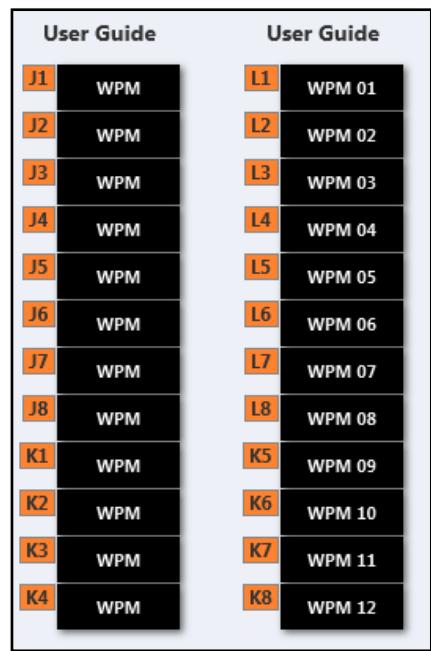 User Guide
J1 WPM
J2 WPM
J3 WPM
J4 WPM
J5 WPM
J6 WPM
J7 WPM
J8 WPM
K1 WPM
K2 WPM
K3 WPM
K4 WPM
User Guide
L1 WPM 01
L2 WPM 02
L3 WPM 03
L4 WPM 04
L5 WPM 05
L6 WPM 06
L7 WPM 07
L8 WPM 08
K5 WPM 09
K6 WPM 10
K7 WPM 11
K8 WPM 12